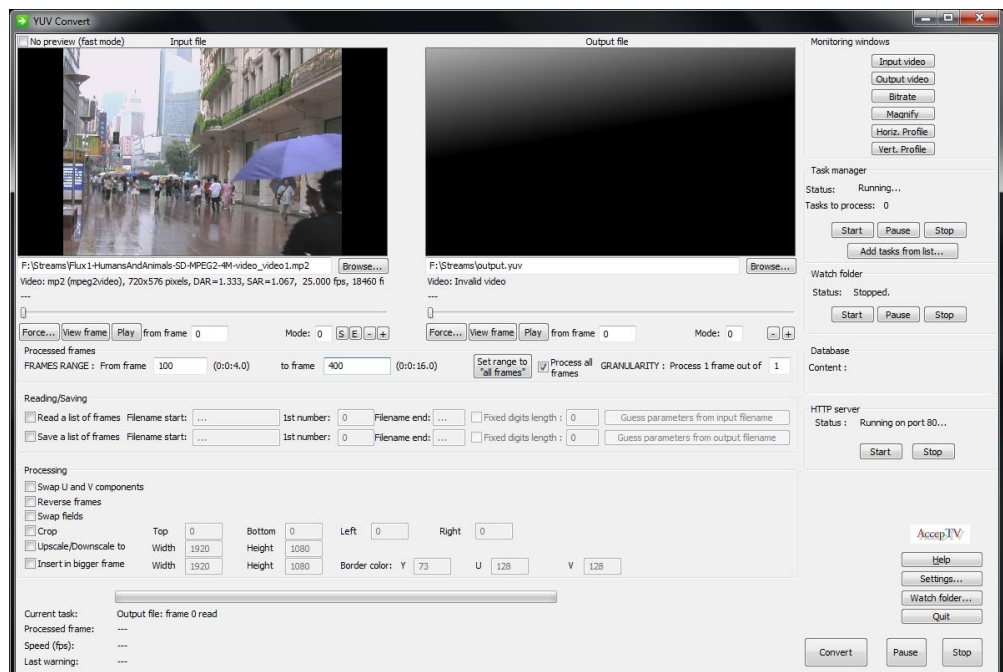 YUV Convert
No preview (fast mode) Input file Output file Monitoring windows
Input video
Output video
Bitrate
Magnify
Horiz. Profile
Vert. Profile
Task manager
Status: Running...
Tasks to process: 0
Start Pause Stop
Add tasks from list...
F:\Streams\Flux1-HumansAndAnimals-SD-MPEG2-4M-video_video1.mp2 Browse... F:\Streams\output.yuv Browse...
Video: mp2 (mpeg2video), 720x576 pixels, DAR=1.333, SAR=1.067, 25.000 fps, 18460 fi Video: Invalid video
--- ---
Watch folder
Status: Stopped.
Start Pause Stop
Force... View frame Play from frame 0 Mode: 0 S E - + Force... View frame Play from frame 0 Mode: 0 - +
Processed frames
FRAMES RANGE : From frame 100 (0:0:4.0) to frame 400 (0:0:16.0) Set range to "all frames" Process all frames GRANULARITY : Process 1 frame out of 1
Database
Content :
Reading/Saving
Read a list of frames Filename start: ... 1st number: 0 Filename end: ... Fixed digits length : 0 Guess parameters from input filename
Save a list of frames Filename start: ... 1st number: 0 Filename end: ... Fixed digits length : 0 Guess parameters from output filename
HTTP server
Status : Running on port 80...
Start Stop
Processing
Swap U and V components
Reverse frames
Swap fields
Crop Top 0 Bottom 0 Left 0 Right 0
Upscale/Downscale to Width 1920 Height 1080
Insert in bigger frame Width 1920 Height 1080 Border color: Y 73 U 128 V 128
AccepTV
Help
Settings...
Watch folder...
Quit
Current task: Output file: frame 0 read
Processed frame: ---
Speed (fps): ---
Last warning: ---
Convert Pause Stop